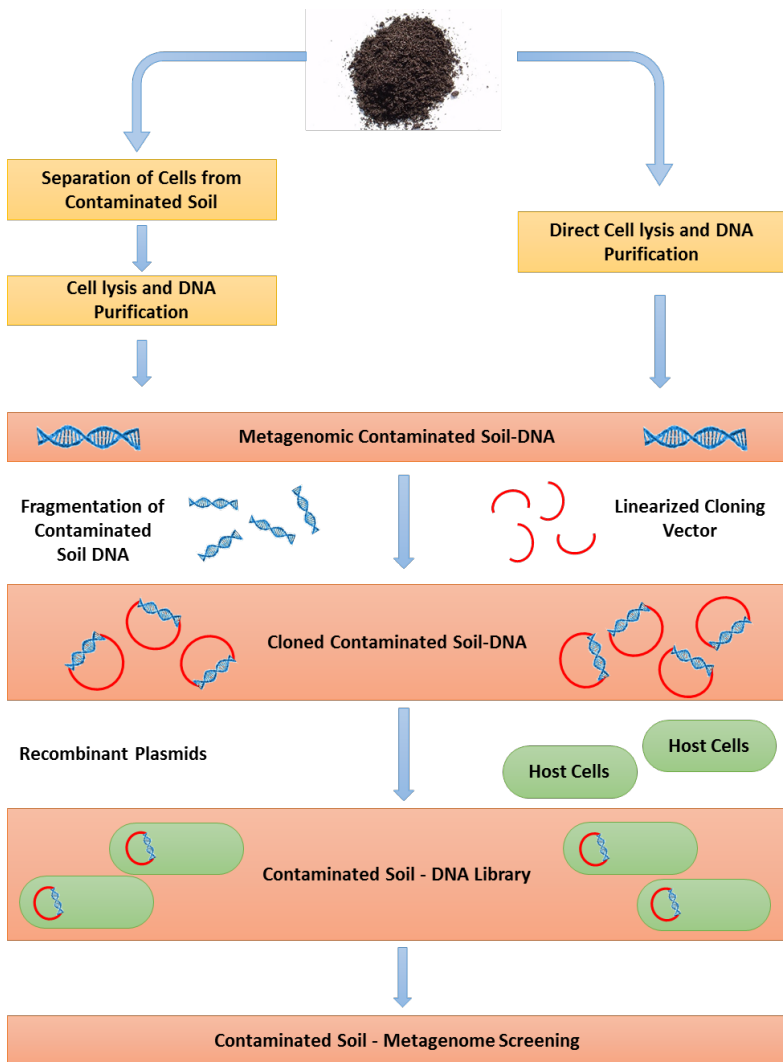 Separation of Cells from
Contaminated Soil
Direct Cell lysis and DNA
Purification
Cell lysis and DNA
Purification
Metagenomic Contaminated Soil-DNA
Fragmentation of
Contaminated
Soil DNA
Linearized Cloning
Vector
Cloned Contaminated Soil-DNA
Recombinant Plasmids
Host Cells
Host Cells
Contaminated Soil - DNA Library
Contaminated Soil - Metagenome Screening